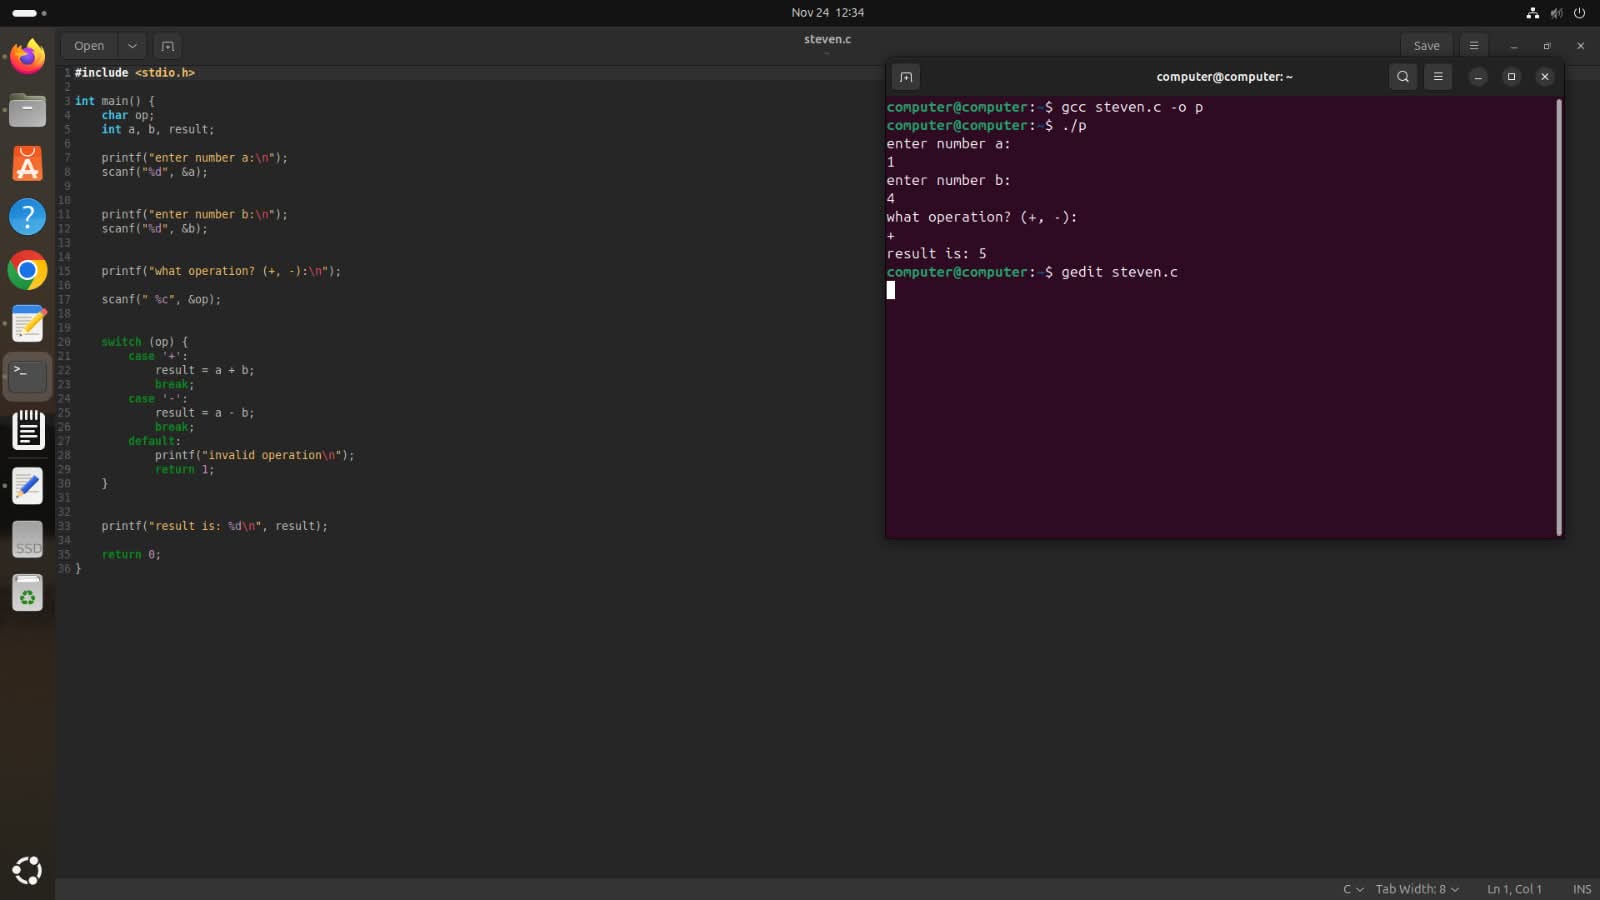 Nov 24 12:34
Open
steven.c
~
Save
1 #include <stdio.h>
2
3 int main() {
4     char op;
5     int a, b, result;
6
7     printf("enter number a:\n");
8     scanf("%d", &a);
9
10
11     printf("enter number b:\n");
12     scanf("%d", &b);
13
14
15     printf("what operation? (+, -):\n");
16
17     scanf(" %c", &op);
18
19
20     switch (op) {
21         case '+':
22             result = a + b;
23             break;
24         case '-':
25             result = a - b;
26             break;
27         default:
28             printf("invalid operation\n");
29             return 1;
30     }
31
32
33     printf("result is: %d\n", result);
34
35     return 0;
36 }
computer@computer: ~
computer@computer:~$ gcc steven.c -o p
computer@computer:~$ ./p
enter number a:
1
enter number b:
4
what operation? (+, -):
+
result is: 5
computer@computer:~$ gedit steven.c
SSD
C
Tab Width: 8
Ln 1, Col 1
INS